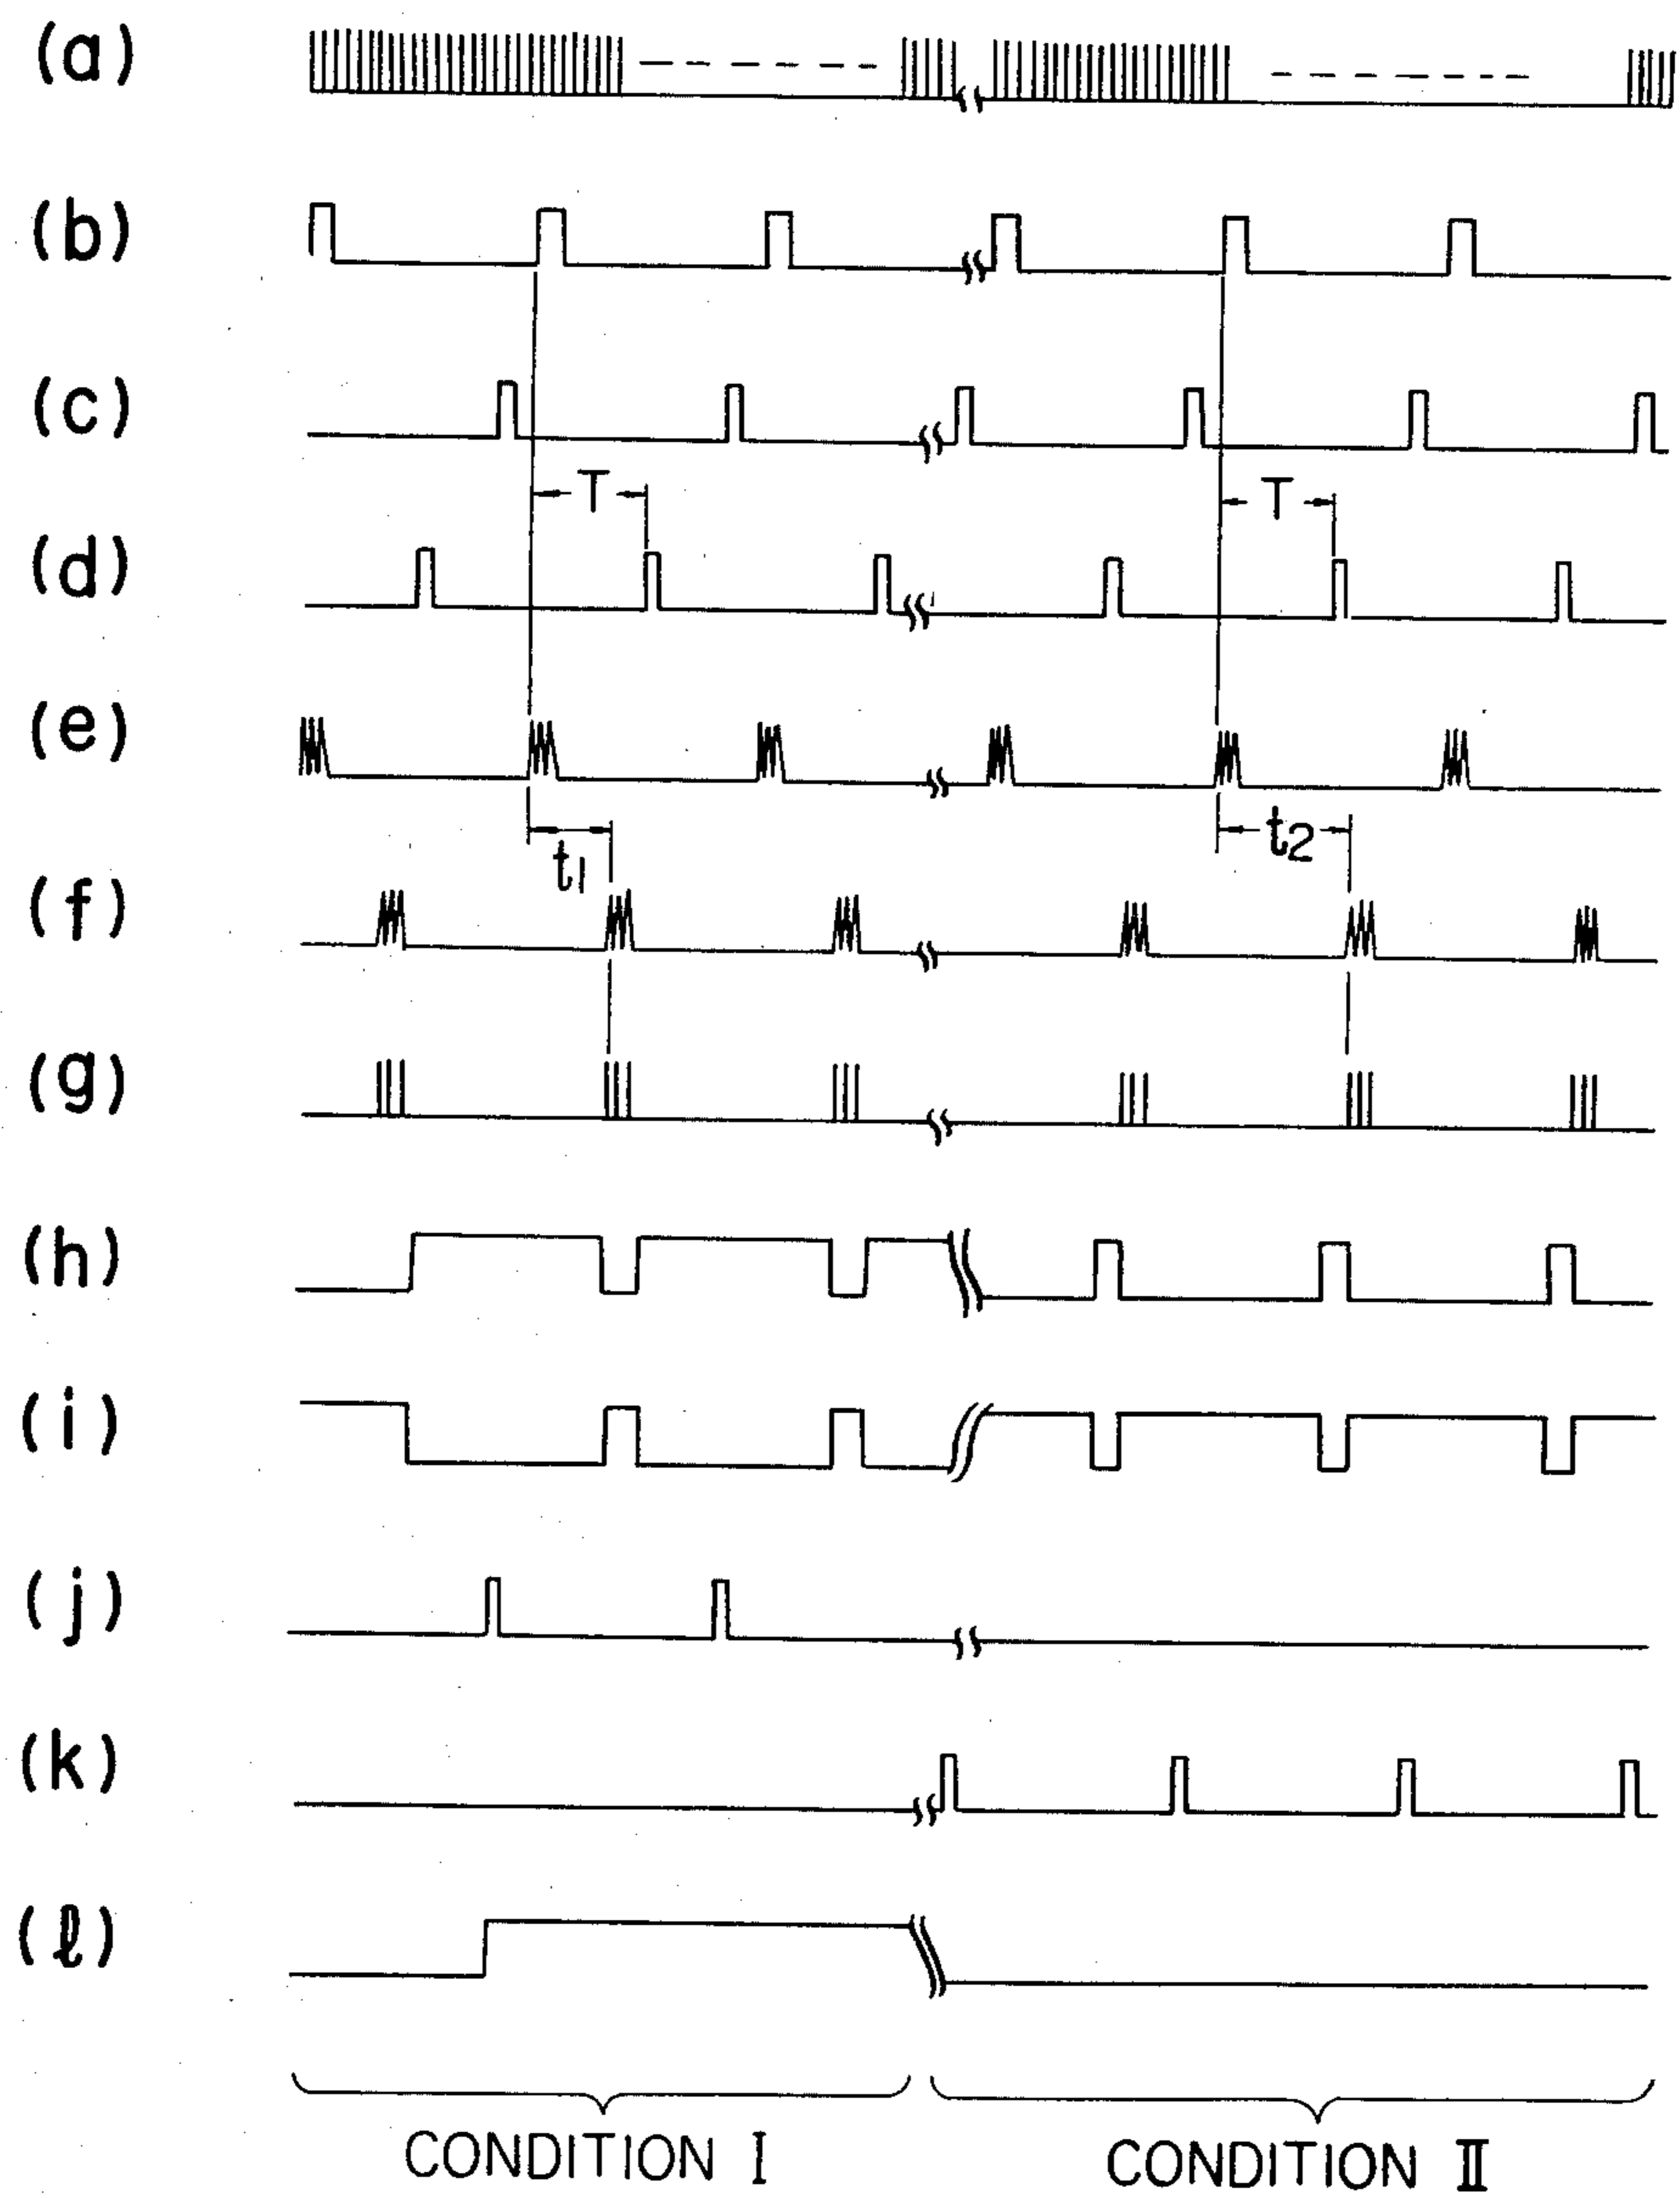 (a)
(b)
(c)
T T
(d)
(e)
t1 t2
(f)
(g)
(h)
(i)
(j)
(k)
(ℓ)
CONDITION I CONDITION II